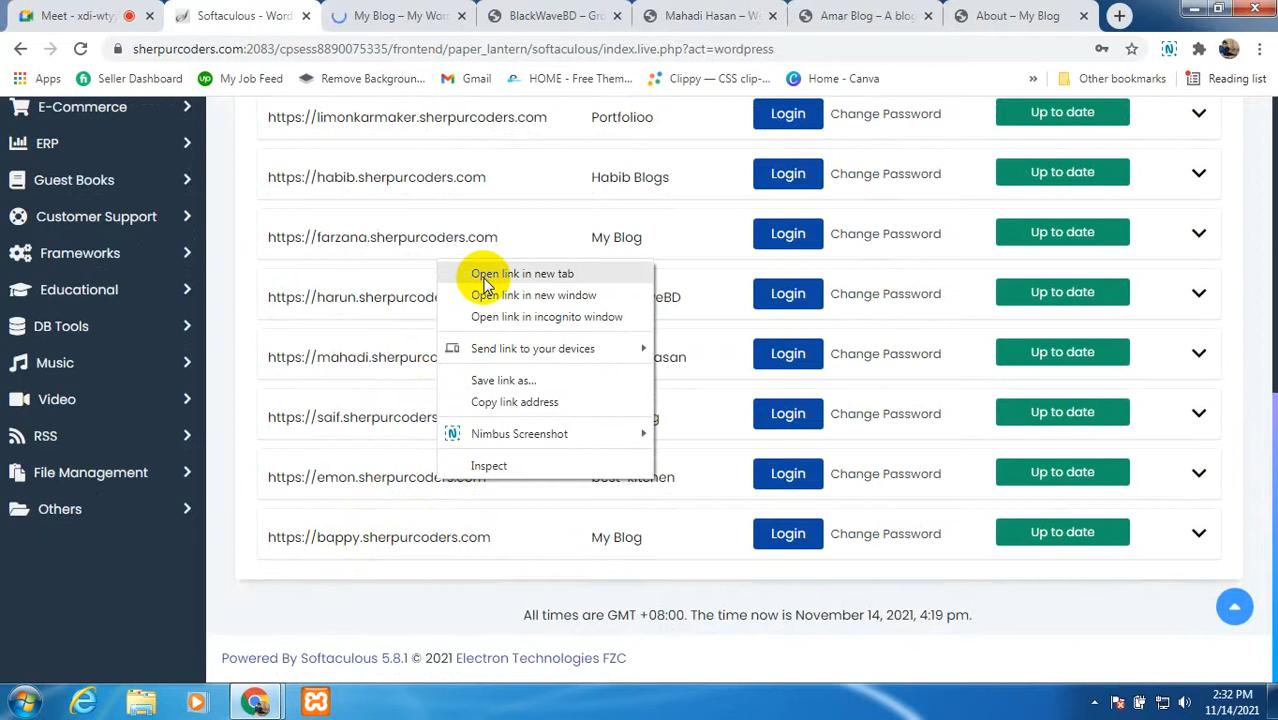 Meet - xdi-wty
Softaculous - Word
My Blog – My Wor
BlackWaveBD – Gro
Mahadi Hasan – W
Amar Blog – A blo
About – My Blog
sherpurcoders.com:2083/cpsess8890075335/frontend/paper_lantern/softaculous/index.live.php?act=wordpress
Apps
Seller Dashboard
My Job Feed
Remove Backgroun...
Gmail
HOME - Free Them...
Clippy — CSS clip-...
Home - Canva
»
Other bookmarks
Reading list
E-Commerce
ERP
Guest Books
Customer Support
Frameworks
Educational
DB Tools
Music
Video
RSS
File Management
Others
https://limonkarmaker.sherpurcoders.com Portfolioo Login Change Password Up to date
https://habib.sherpurcoders.com Habib Blogs Login Change Password Up to date
https://farzana.sherpurcoders.com My Blog Login Change Password Up to date
https://harun.sherpurcode veBD Login Change Password Up to date
https://mahadi.sherpurco asan Login Change Password Up to date
https://saif.sherpurcoders g Login Change Password Up to date
https://emon.sherpurcoders.com best-kitchen Login Change Password Up to date
https://bappy.sherpurcoders.com My Blog Login Change Password Up to date
Open link in new tab
Open link in new window
Open link in incognito window
Send link to your devices
Save link as...
Copy link address
Nimbus Screenshot
Inspect
All times are GMT +08:00. The time now is November 14, 2021, 4:19 pm.
Powered By Softaculous 5.8.1 © 2021 Electron Technologies FZC
2:32 PM
11/14/2021